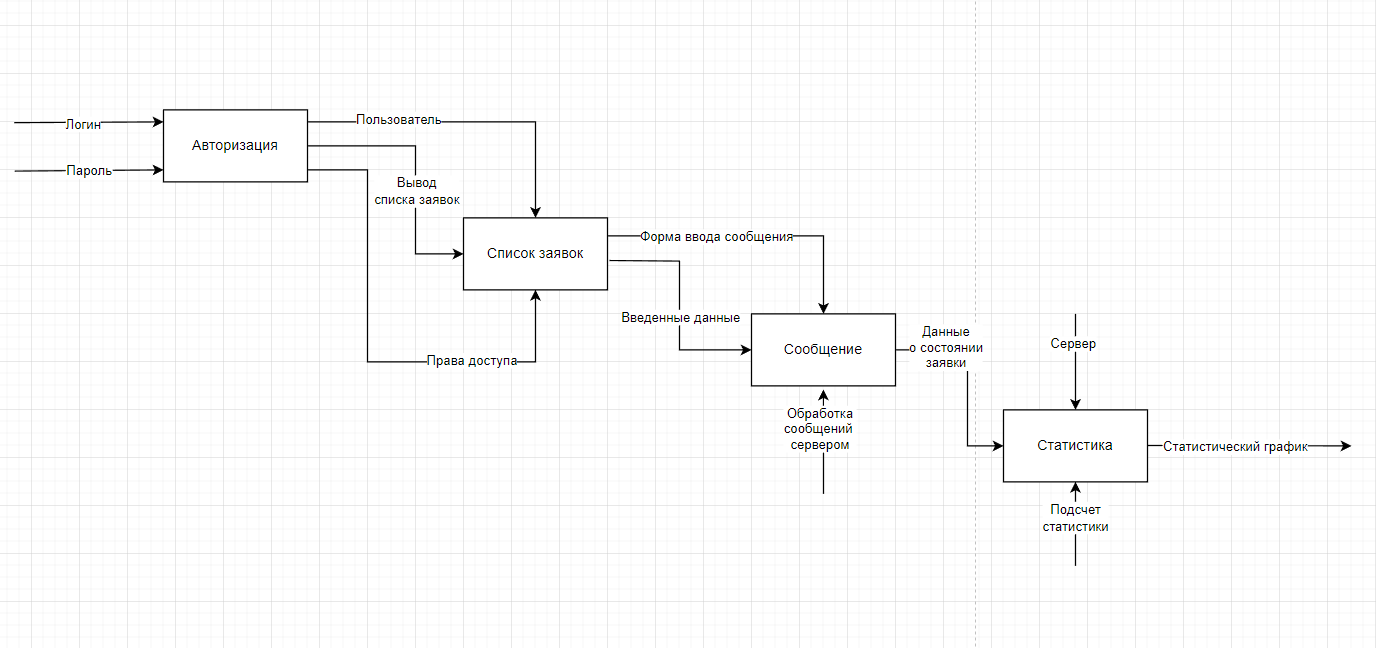 Логин
Пароль
Авторизация
Пользователь
Вывод
списка заявок
Права доступа
Список заявок
Форма ввода сообщения
Введенные данные
Сообщение
Обработка
сообщений
сервером
Данные
о состоянии
заявки
Сервер
Статистика
Статистический график
Подсчет
статистики